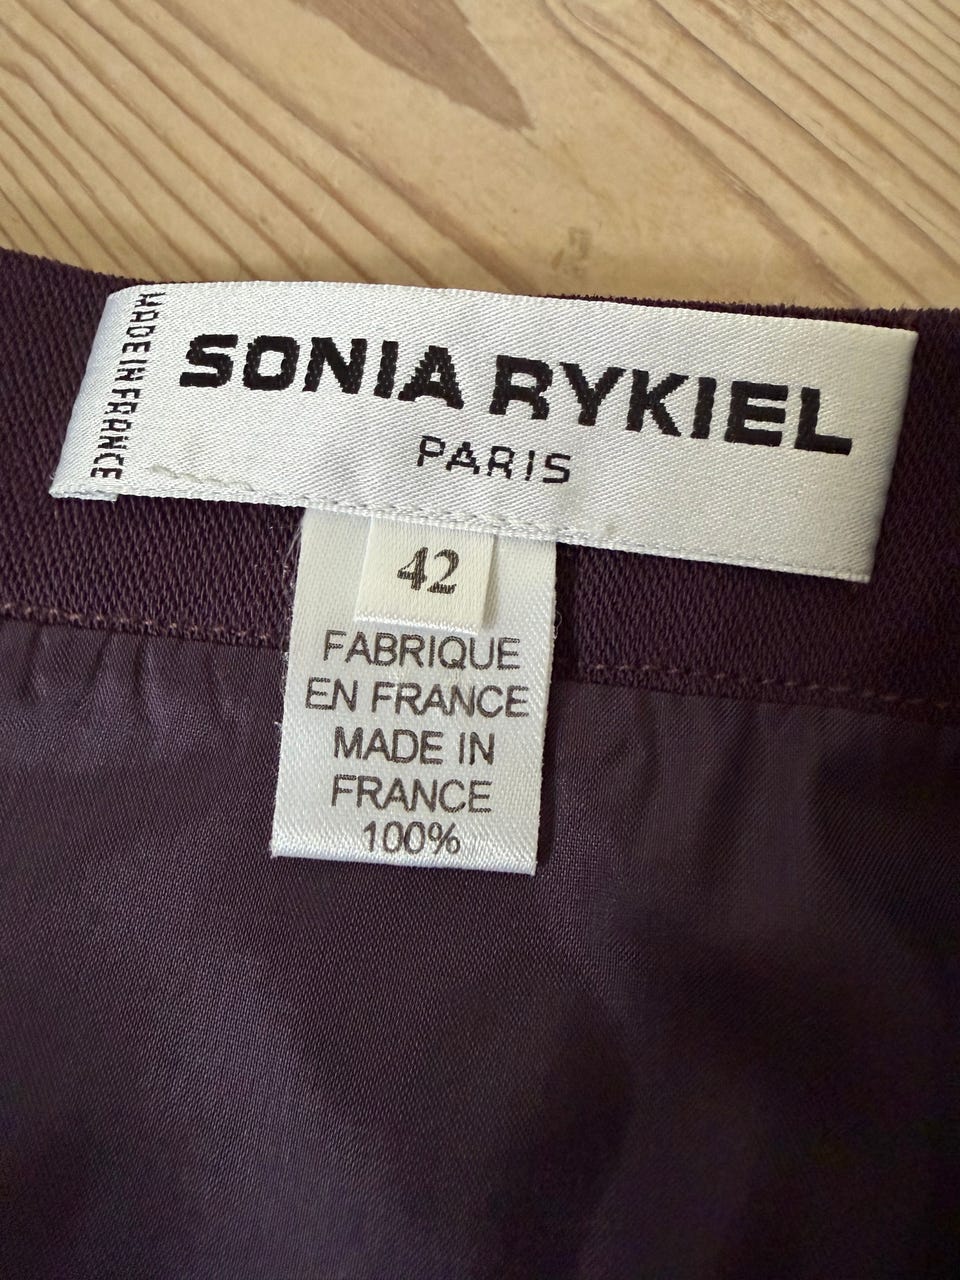 MADE IN FRANCE
SONIA RYKIEL
PARIS
42
FABRIQUE
EN FRANCE
MADE IN
FRANCE
100%